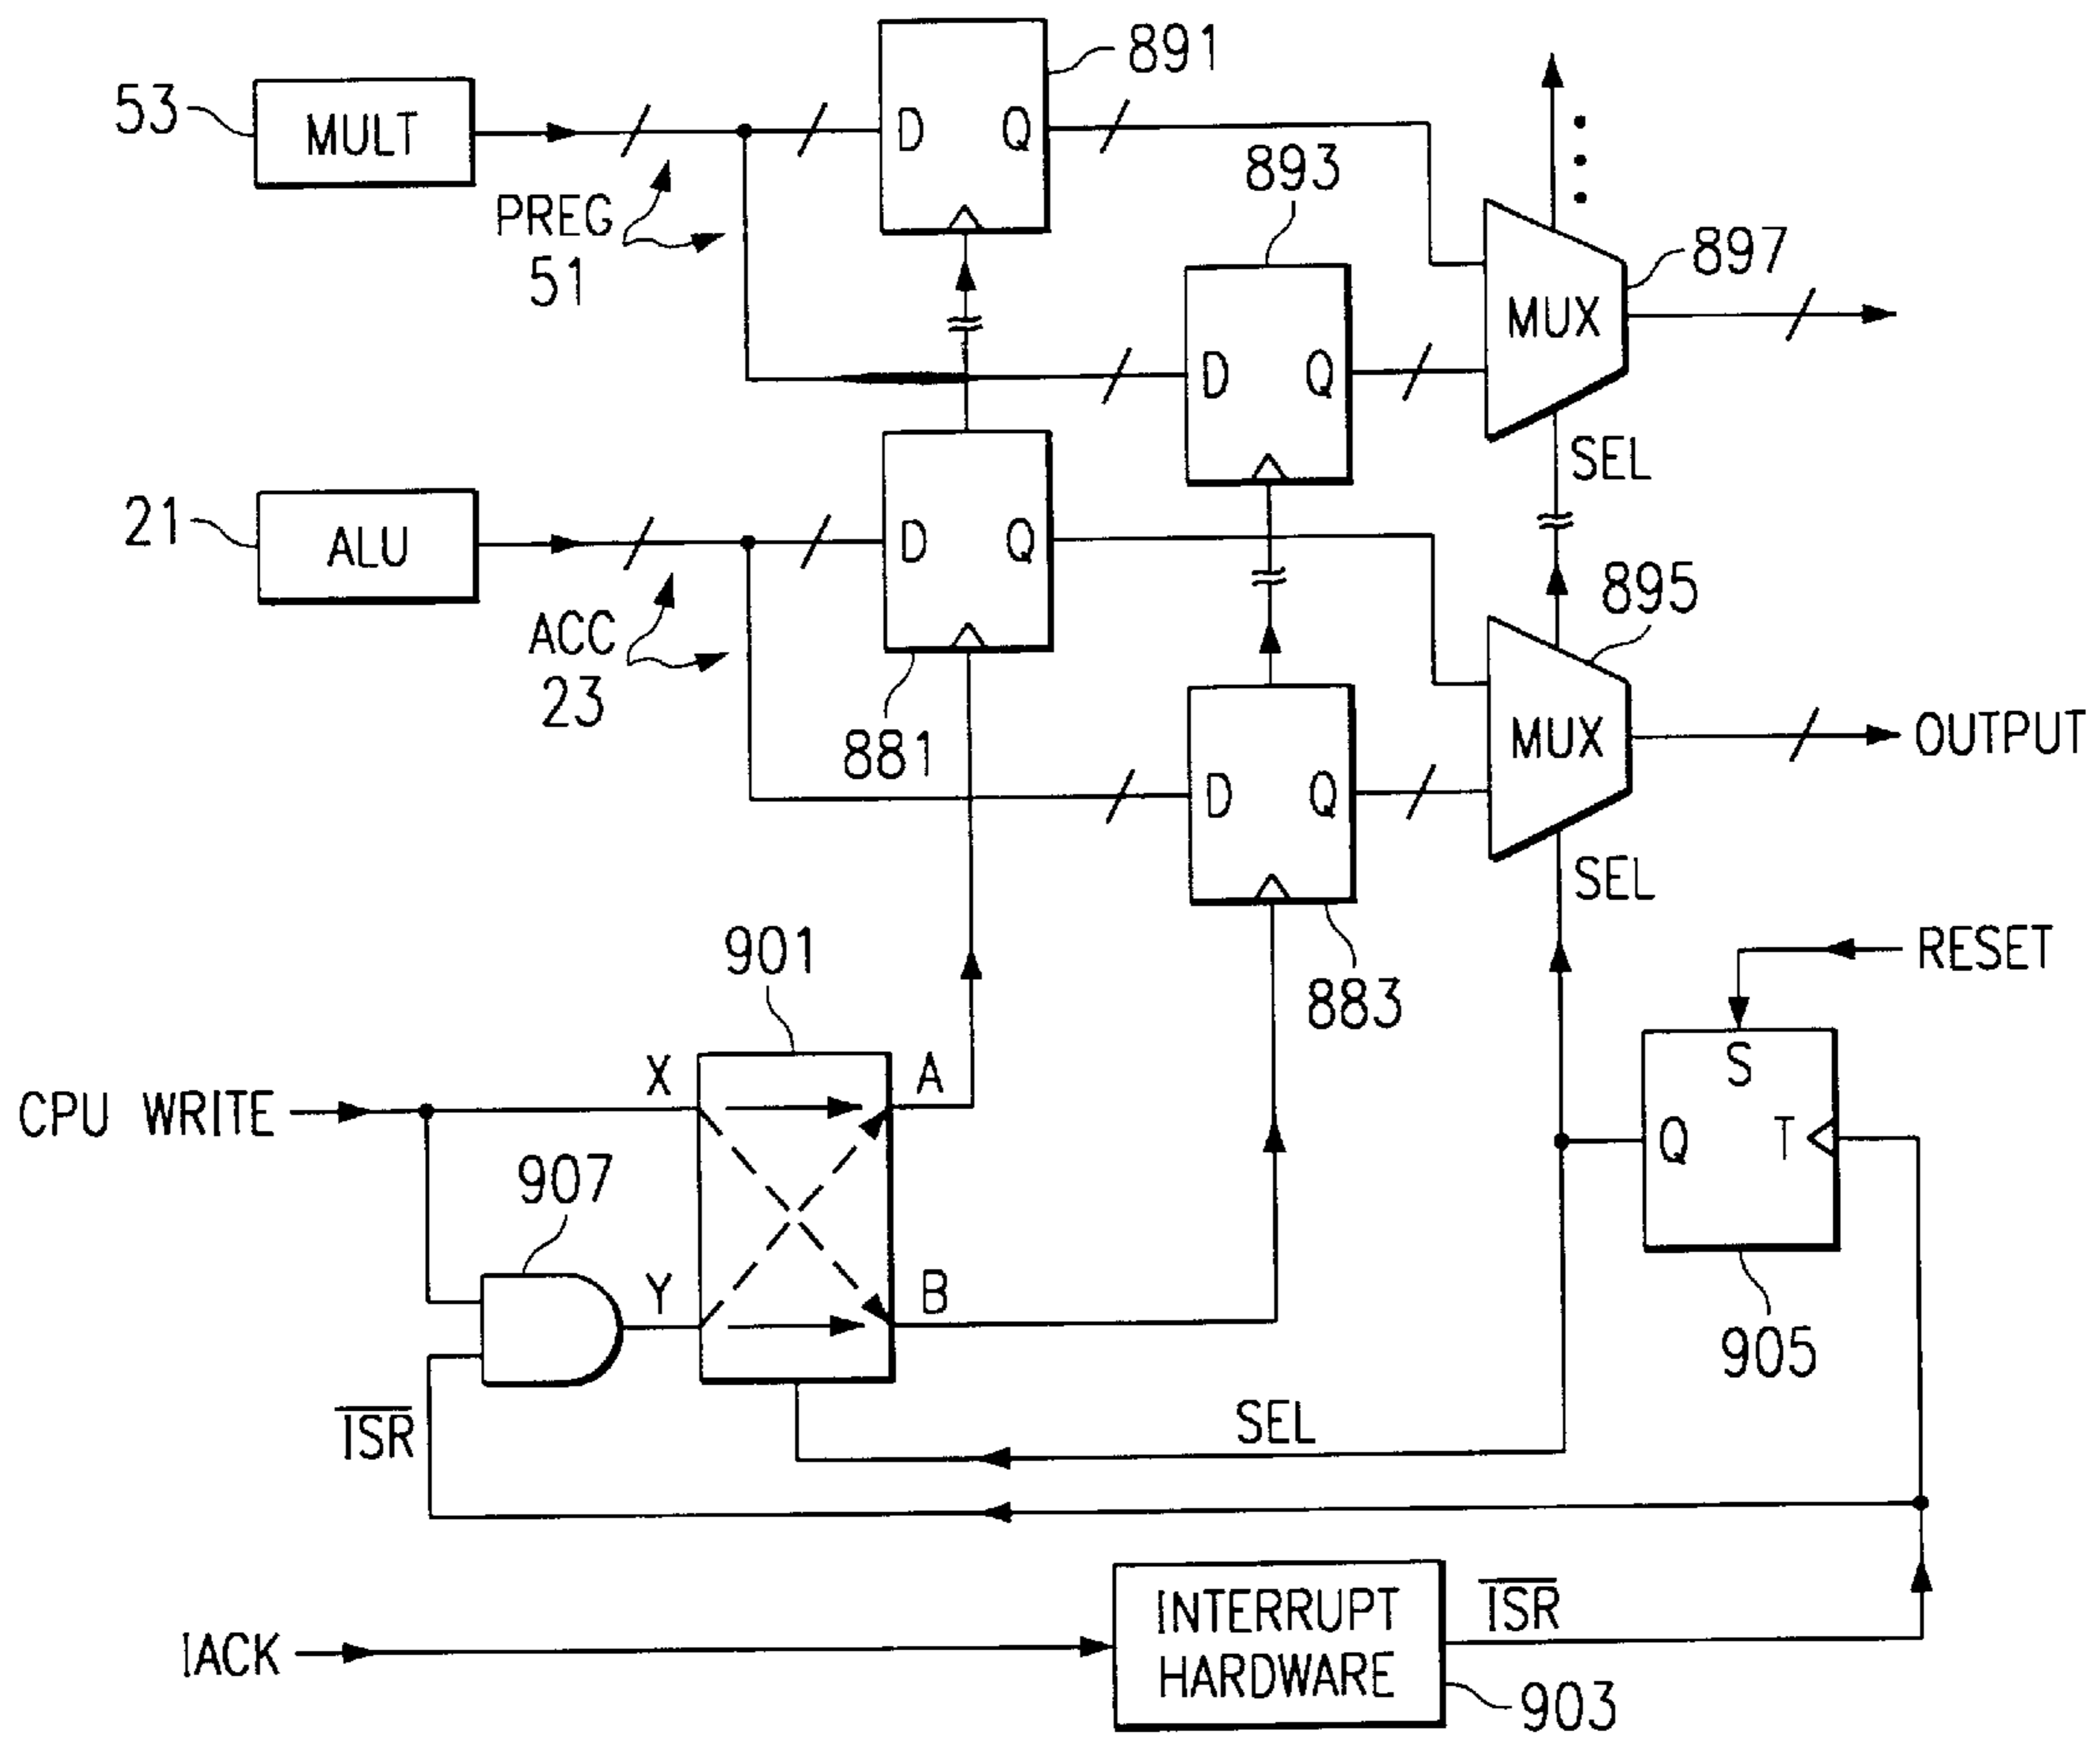 891
53
MULT
D
Q
893
PREG
51
897
MUX
D
Q
SEL
21
ALU
D
Q
895
ACC
23
881
MUX
OUTPUT
D
Q
SEL
901
RESET
883
X
A
S
CPU WRITE
Q
T
907
Y
B
905
ISR
SEL
INTERRUPT
HARDWARE
ISR
IACK
903